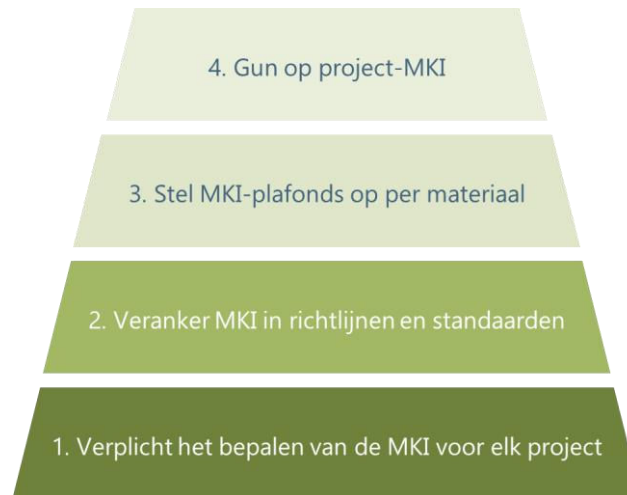 4. Gun op project-MKI
3. Stel MKI-plafonds op per materiaal
2. Veranker MKI in richtlijnen en standaarden
1. Verplicht het bepalen van de MKI voor elk project